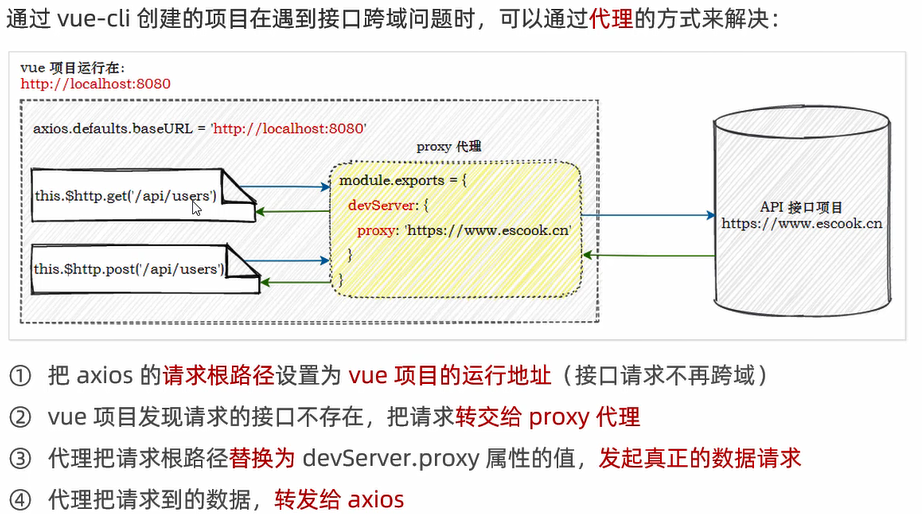 通过 vue-cli 创建的项目在遇到接口跨域问题时，可以通过代理的方式来解决：
vue 项目运行在：
http://localhost:8080
axios.defaults.baseURL = 'http://localhost:8080'
proxy 代理
this.$http.get('/api/users')
this.$http.post('/api/users')
module.exports = {
devServer: {
proxy: 'https://www.escook.cn'
}
}
API 接口项目
https://www.escook.cn
① 把 axios 的请求根路径设置为 vue 项目的运行地址（接口请求不再跨域）
② vue 项目发现请求的接口不存在，把请求转交给 proxy 代理
③ 代理把请求根路径替换为 devServer.proxy 属性的值，发起真正的数据请求
④ 代理把请求到的数据，转发给 axios